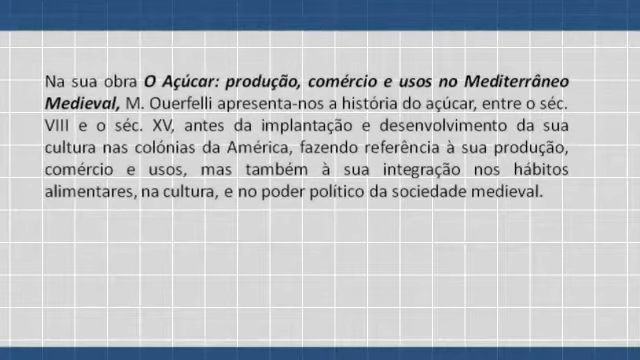 Na sua obra O Açúcar: produção, comércio e usos no Mediterrâneo
Medieval, M. Ouerfelli apresenta-nos a história do açúcar, entre o séc.
VIII e o séc. XV, antes da implantação e desenvolvimento da sua
cultura nas colónias da América, fazendo referência à sua produção,
comércio e usos, mas também à sua integração nos hábitos
alimentares, na cultura, e no poder político da sociedade medieval.